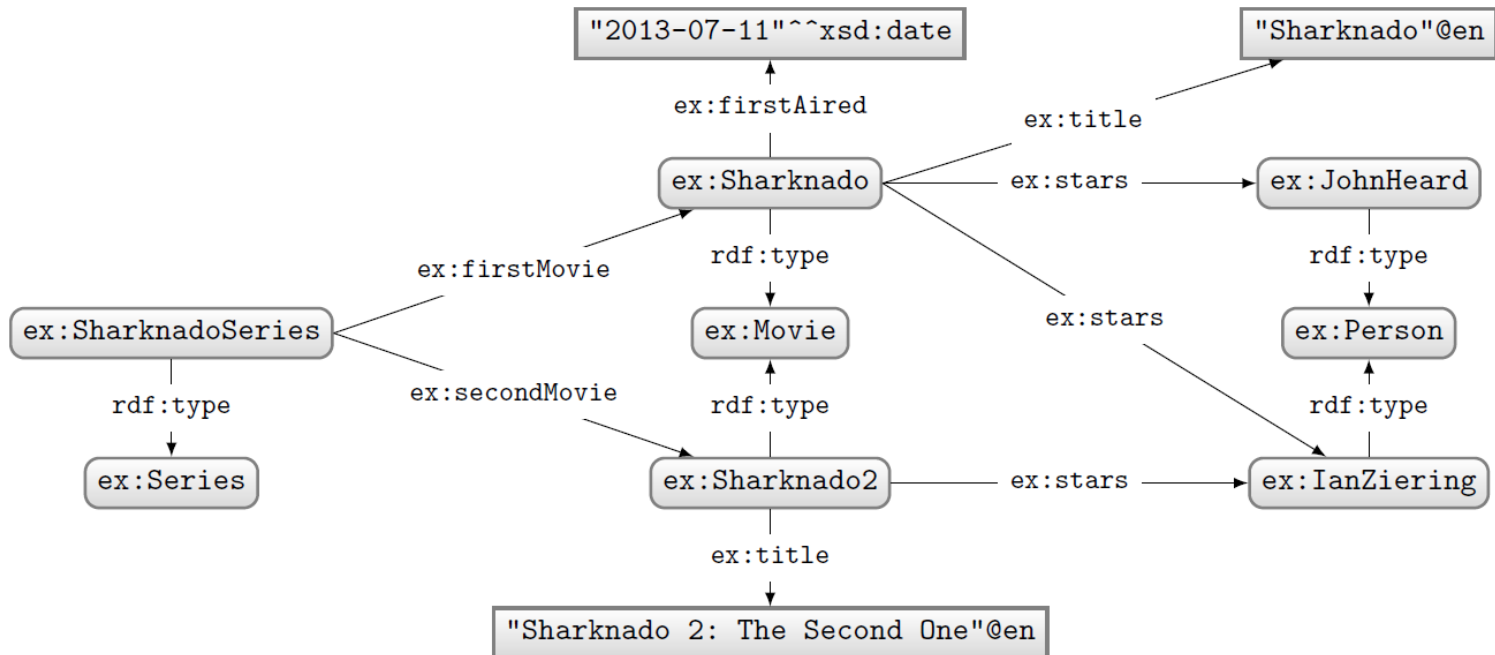 "2013-07-11"^^xsd:date
"Sharknado"@en
ex:firstAired
ex:title
ex:Sharknado
ex:stars
ex:JohnHeard
rdf:type
rdf:type
ex:firstMovie
ex:SharknadoSeries
ex:Movie
ex:stars
ex:Person
rdf:type
ex:secondMovie
rdf:type
rdf:type
ex:Series
ex:Sharknado2
ex:stars
ex:IanZiering
ex:title
"Sharknado 2: The Second One"@en